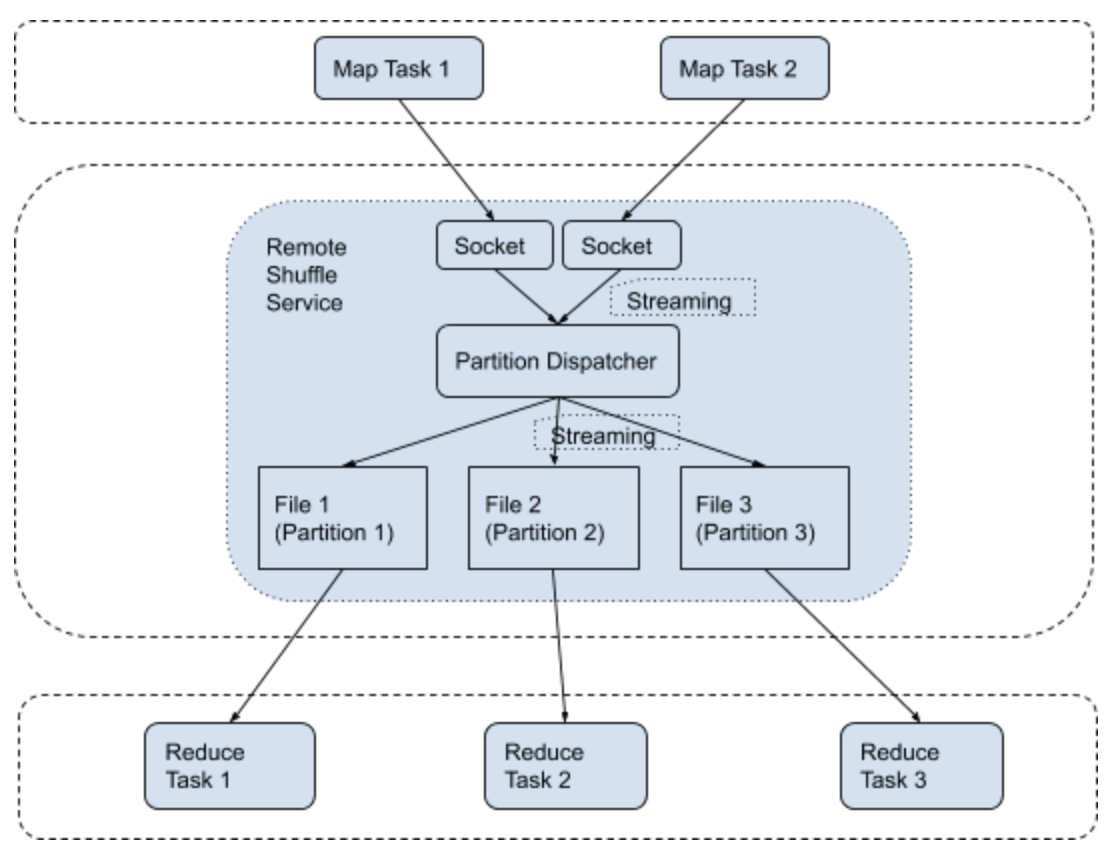 Map Task 1
Map Task 2
Remote
Shuffle
Service
Socket
Socket
Streaming
Partition Dispatcher
Streaming
File 1
(Partition 1)
File 2
(Partition 2)
File 3
(Partition 3)
Reduce
Task 1
Reduce
Task 2
Reduce
Task 3